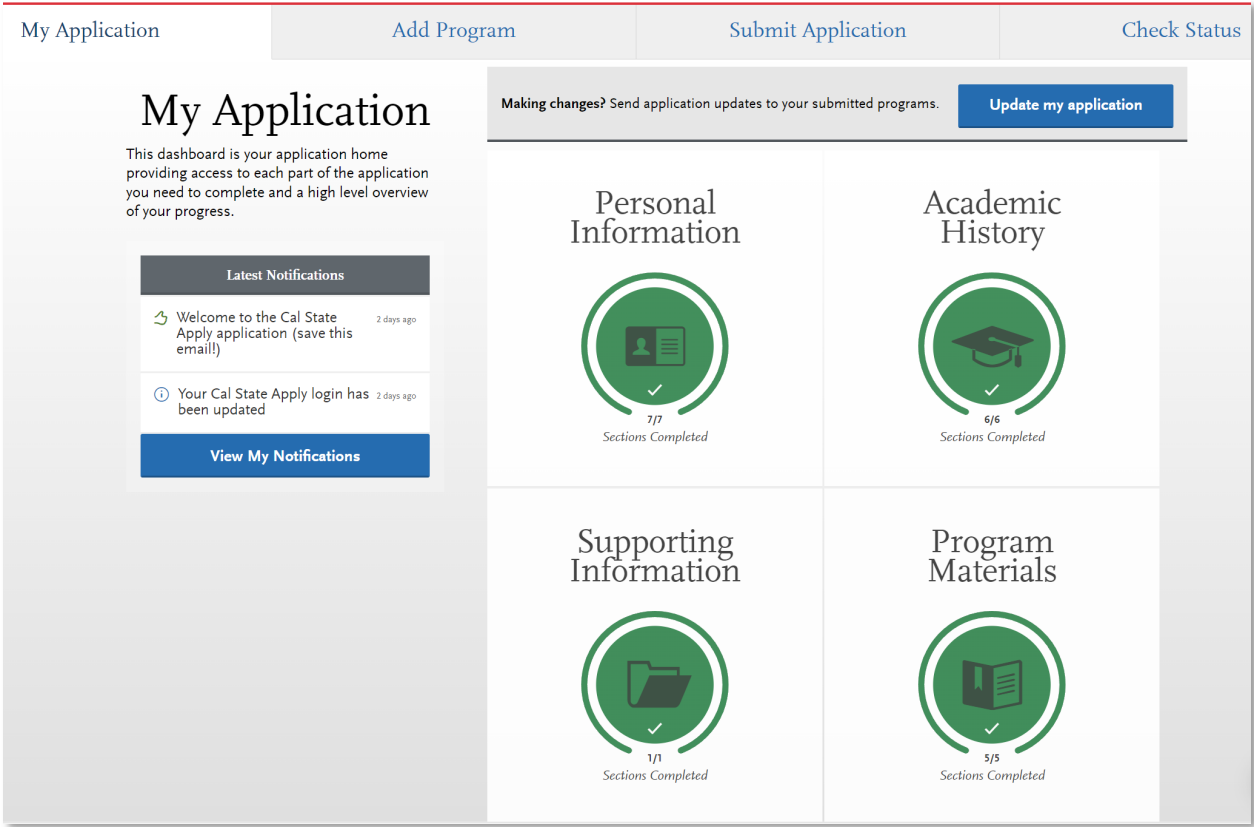 My Application
Add Program
Submit Application
Check Status
My Application
This dashboard is your application home
providing access to each part of the application
you need to complete and a high level overview
of your progress.
Latest Notifications
Welcome to the Cal State
Apply application (save this
email!)
2 days ago
Your Cal State Apply login has
been updated
2 days ago
View My Notifications
Making changes? Send application updates to your submitted programs.
Update my application
Personal
Information
7/7
Sections Completed
Academic
History
6/6
Sections Completed
Supporting
Information
1/1
Sections Completed
Program
Materials
5/5
Sections Completed